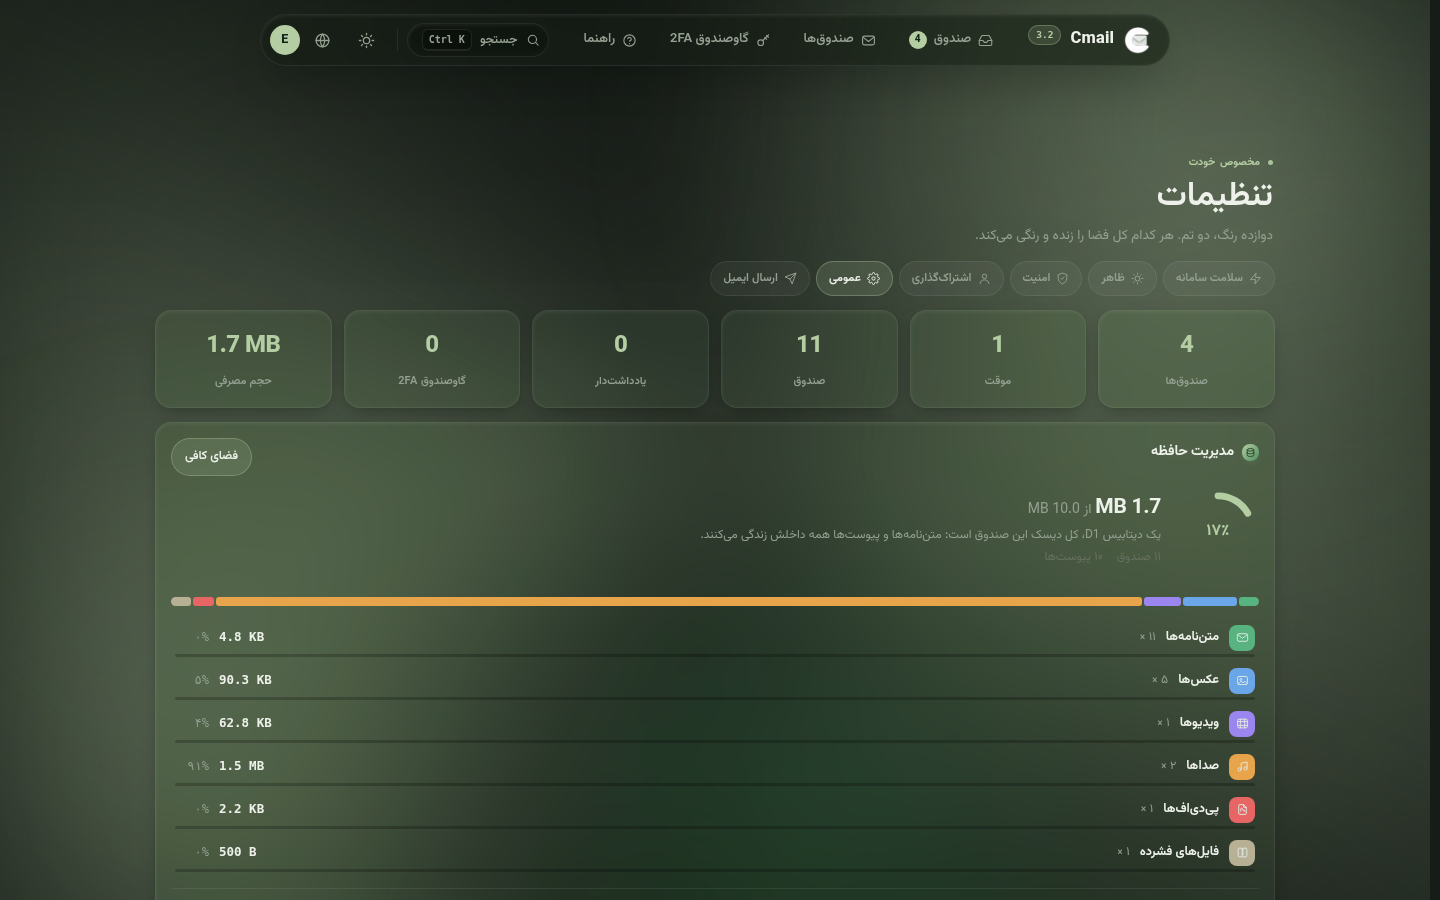 Cmail 3.2
صندوق 4
صندوق‌ها
گاوصندوق 2FA
راهنما
جستجو Ctrl K
E
مخصوص خودت
تنظیمات
دوازده رنگ، دو تم. هر کدام کل فضا را زنده و رنگی می‌کند.
سلامت سامانه
ظاهر
امنیت
اشتراک‌گذاری
عمومی
ارسال ایمیل
4
صندوق‌ها
1
موقت
11
صندوق
0
یادداشت‌دار
0
گاوصندوق 2FA
1.7 MB
حجم مصرفی
مدیریت حافظه
فضای کافی
۱۷٪
1.7 MB از 10.0 MB
یک دیتابیس D1، کل دیسک این صندوق است: متن‌نامه‌ها و پیوست‌ها همه داخلش زندگی می‌کنند.
۱۱ صندوق ۱۰ پیوست‌ها
متن‌نامه‌ها ۱۱ × 4.8 KB ۰%
عکس‌ها ۵ × 90.3 KB ۵%
ویدیوها ۱ × 62.8 KB ۴%
صداها ۲ × 1.5 MB ۹۱%
پی‌دی‌اف‌ها ۱ × 2.2 KB ۰%
فایل‌های فشرده ۱ × 500 B ۰%